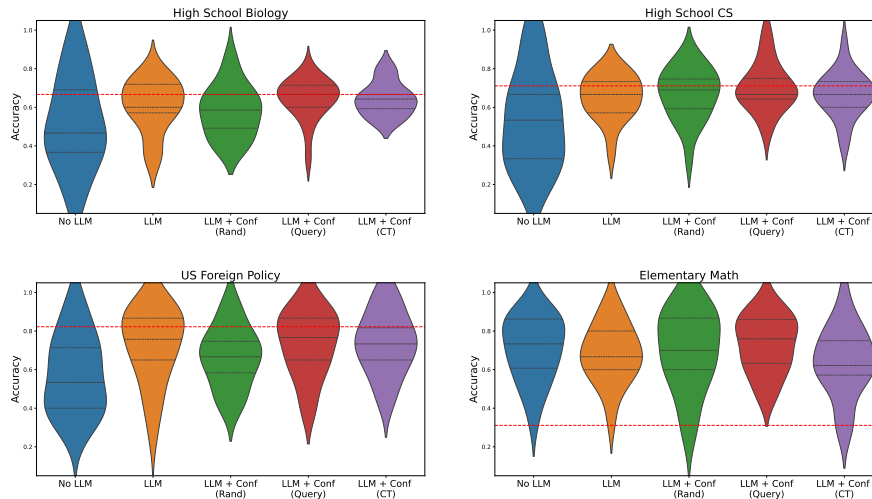 High School Biology
Accuracy
1.0
0.8
0.6
0.4
0.2
No LLM
LLM
LLM + Conf
(Rand)
LLM + Conf
(Query)
LLM + Conf
(CT)
High School CS
Accuracy
1.0
0.8
0.6
0.4
0.2
No LLM
LLM
LLM + Conf
(Rand)
LLM + Conf
(Query)
LLM + Conf
(CT)
US Foreign Policy
Accuracy
1.0
0.8
0.6
0.4
0.2
No LLM
LLM
LLM + Conf
(Rand)
LLM + Conf
(Query)
LLM + Conf
(CT)
Elementary Math
Accuracy
1.0
0.8
0.6
0.4
0.2
No LLM
LLM
LLM + Conf
(Rand)
LLM + Conf
(Query)
LLM + Conf
(CT)